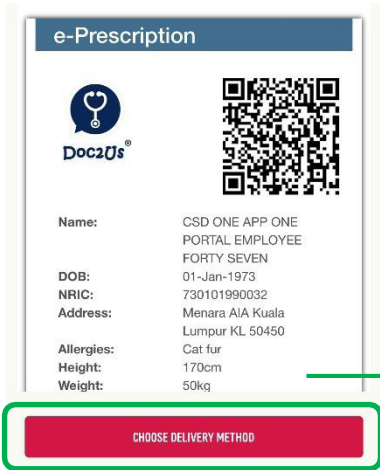 e-Prescription
Doc2Us®
Name: CSD ONE APP ONE
PORTAL EMPLOYEE
FORTY SEVEN
DOB: 01-Jan-1973
NRIC: 730101990032
Address: Menara AIA Kuala
Lumpur KL 50450
Allergies: Cat fur
Height: 170cm
Weight: 50kg
CHOOSE DELIVERY METHOD